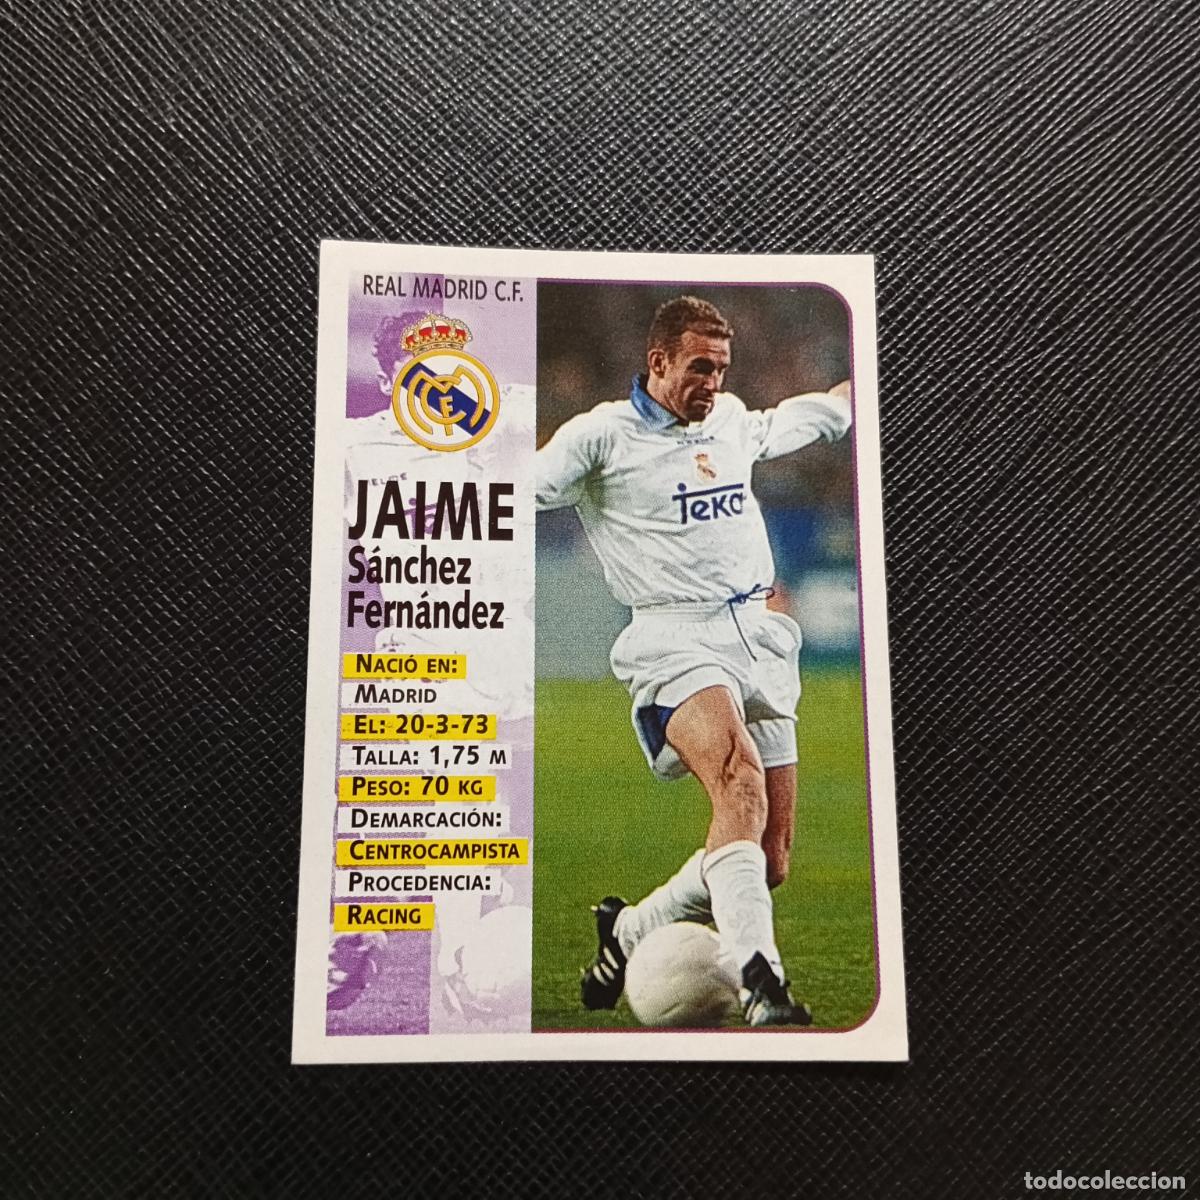 REAL MADRID C.F.
JAIME
Sánchez
Fernández
NACIÓ EN:
MADRID
EL: 20-3-73
TALLA: 1,75 M
PESO: 70 KG
DEMARCACIÓN:
CENTROCAMPISTA
PROCEDENCIA:
RACING
Teka
todocoleccion